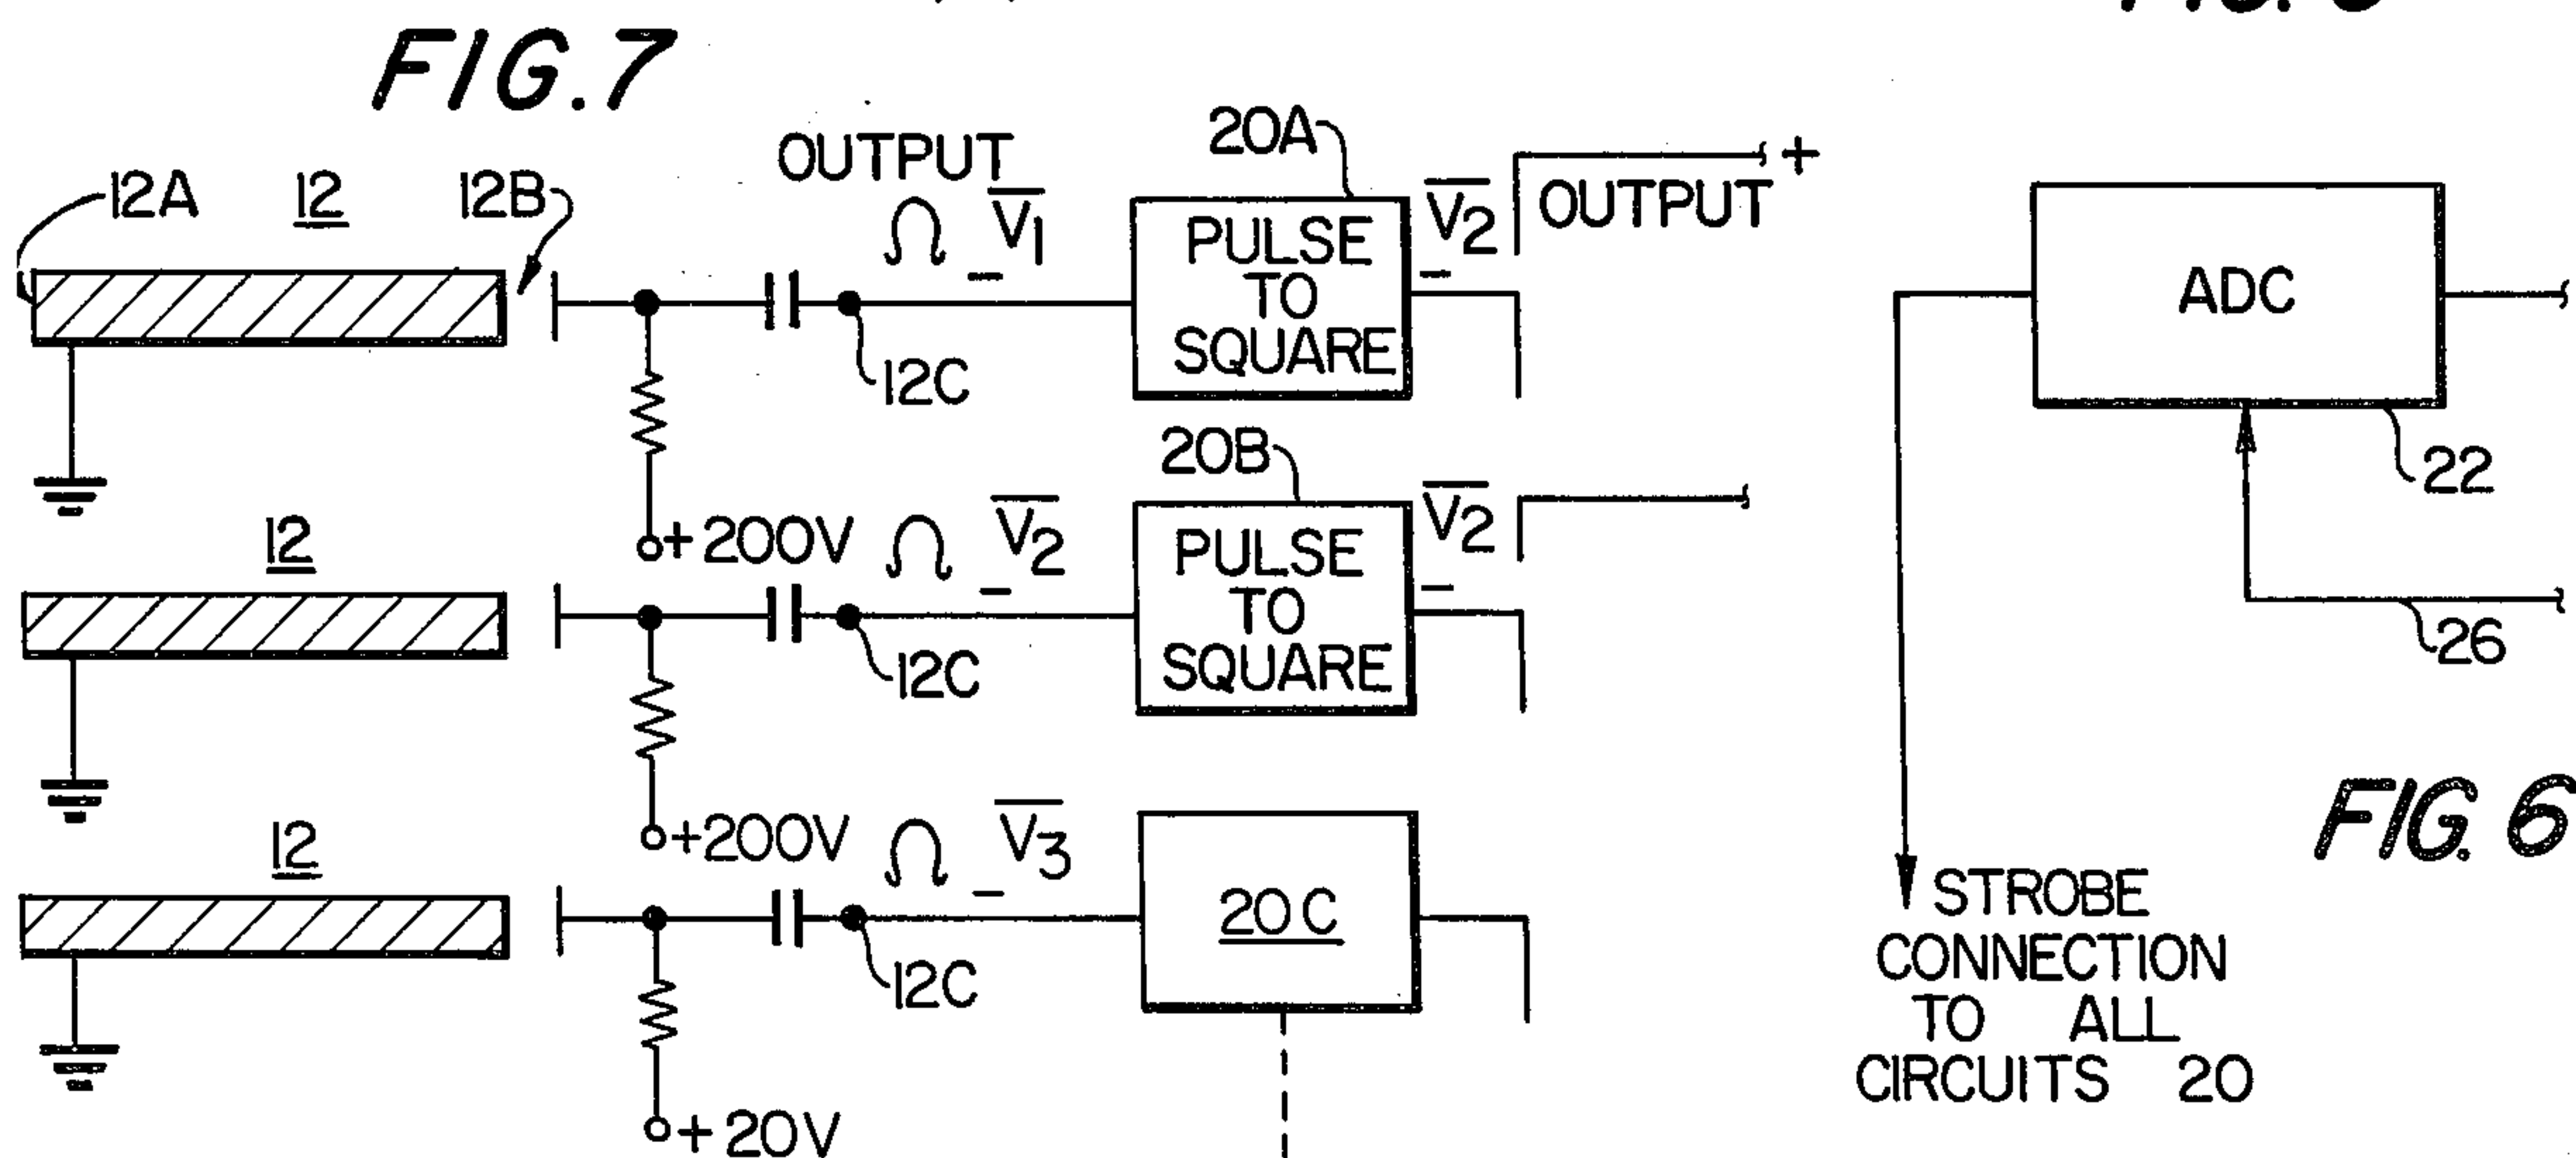 FIG. 7
12A
12
12B
OUTPUT
V1
-
20A
PULSE
TO
SQUARE
V2
-
OUTPUT
+
12C
+200V
12
V2
-
20B
PULSE
TO
SQUARE
V2
-
12C
+200V
12
V3
-
20C
12C
+20V
ADC
22
26
FIG. 6
STROBE
CONNECTION
TO ALL
CIRCUITS 20